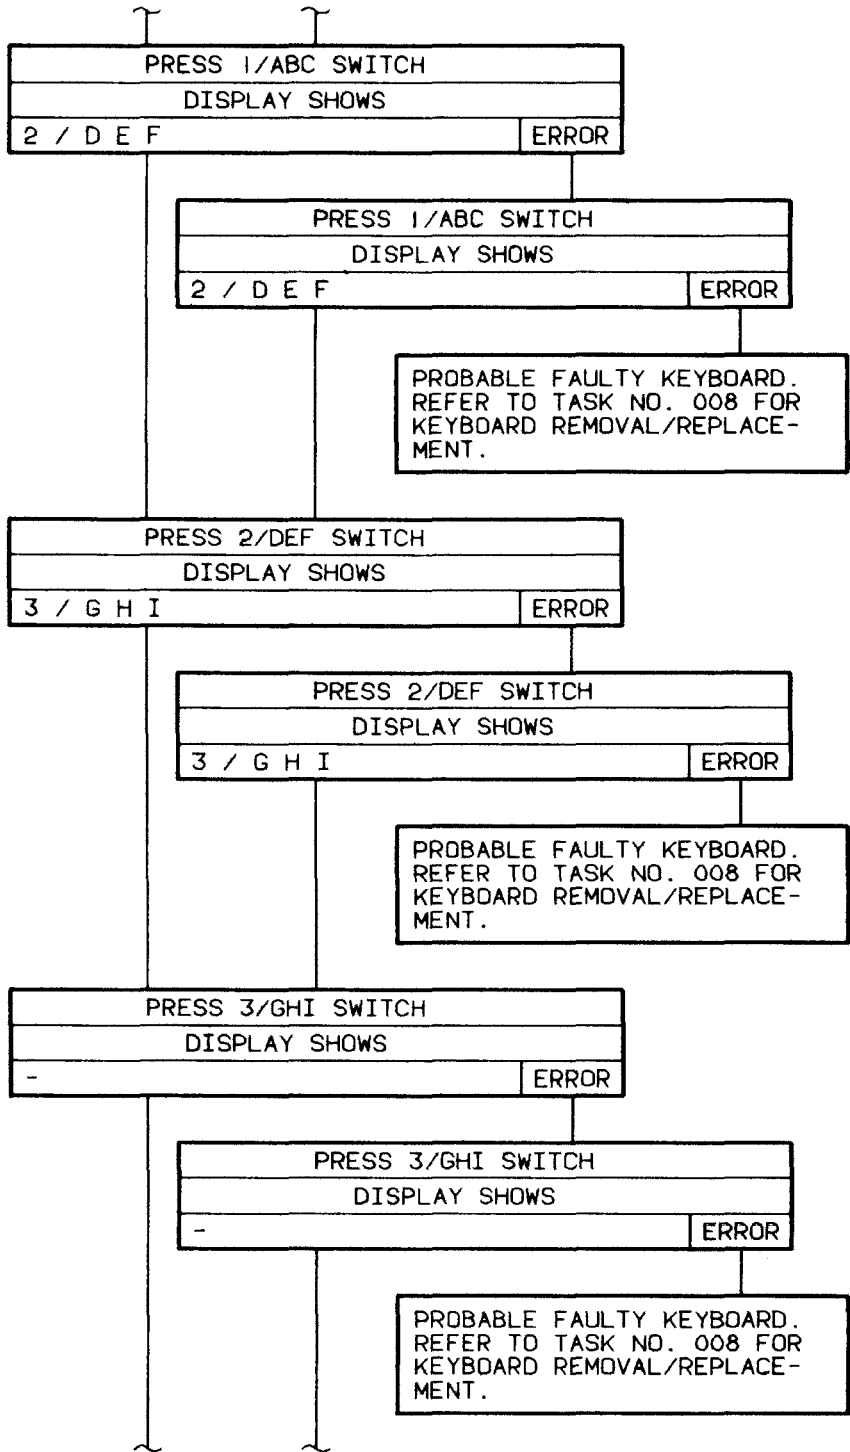 PRESS 1/ABC SWITCH
DISPLAY SHOWS
2 / D E F ERROR
PRESS 1/ABC SWITCH
DISPLAY SHOWS
2 / D E F ERROR
PROBABLE FAULTY KEYBOARD.
REFER TO TASK NO. 008 FOR
KEYBOARD REMOVAL/REPLACE-
MENT.
PRESS 2/DEF SWITCH
DISPLAY SHOWS
3 / G H I ERROR
PRESS 2/DEF SWITCH
DISPLAY SHOWS
3 / G H I ERROR
PROBABLE FAULTY KEYBOARD.
REFER TO TASK NO. 008 FOR
KEYBOARD REMOVAL/REPLACE-
MENT.
PRESS 3/GHI SWITCH
DISPLAY SHOWS
- ERROR
PRESS 3/GHI SWITCH
DISPLAY SHOWS
- ERROR
PROBABLE FAULTY KEYBOARD.
REFER TO TASK NO. 008 FOR
KEYBOARD REMOVAL/REPLACE-
MENT.